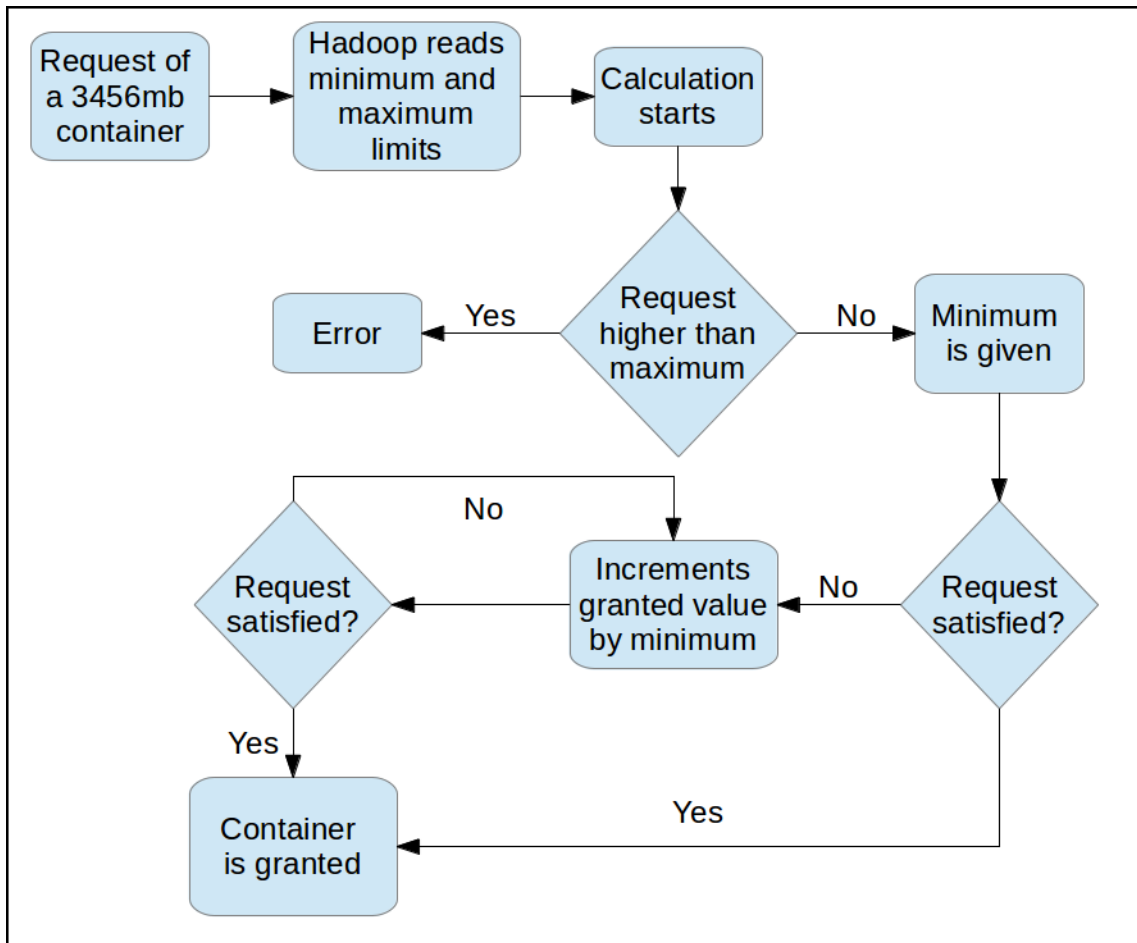 Request of
a 3456mb
container
Hadoop reads
minimum and
maximum
limits
Calculation
starts
Request
higher than
maximum
Yes
Error
No
Minimum
is given
Request
satisfied?
No
Increments
granted value
by minimum
No
Request
satisfied?
Yes
Container
is granted
Yes